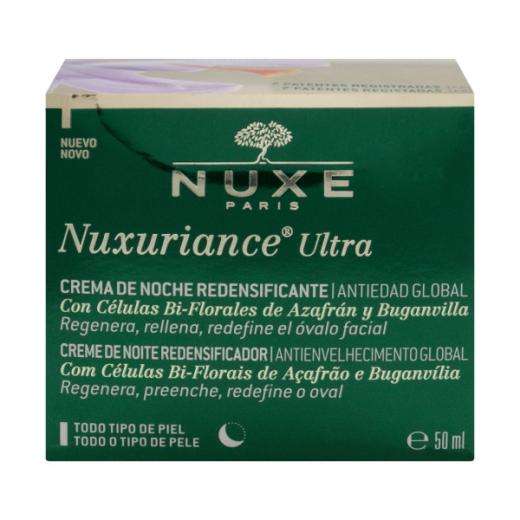 7 PATENTES REGISTRADAS
7 PATENTES REGISTADAS
NUEVO
NOVO
NUXE
PARIS
Nuxuriance® Ultra
CREMA DE NOCHE REDENSIFICANTE | ANTIEDAD GLOBAL
Con Células Bi-Florales de Azafrán y Buganvilla
Regenera, rellena, redefine el óvalo facial
CREME DE NOITE REDENSIFICADOR | ANTIENVELHECIMENTO GLOBAL
Com Células Bi-Florais de Açafrão e Buganvília
Regenera, preenche, redefine o oval
TODO TIPO DE PIEL
TODO O TIPO DE PELE
℮ 50 ml